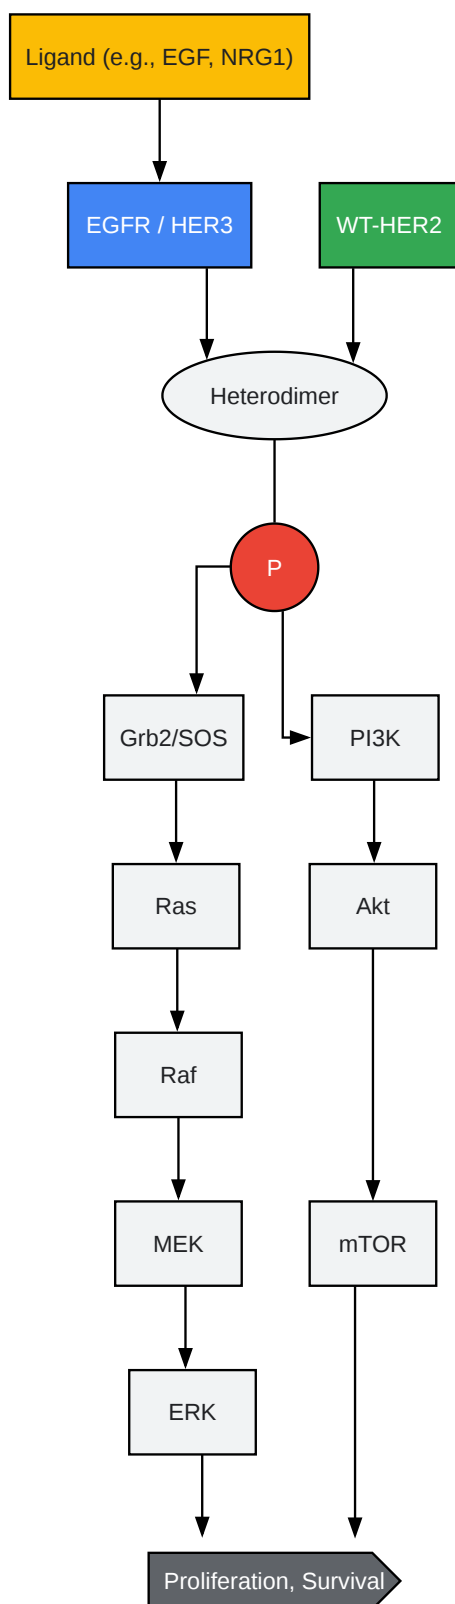 Ligand (e.g., EGF, NRG1)
EGFR / HER3
WT-HER2
Heterodimer
P
Grb2/SOS
PI3K
Ras
Akt
Raf
MEK
mTOR
ERK
Proliferation, Survival